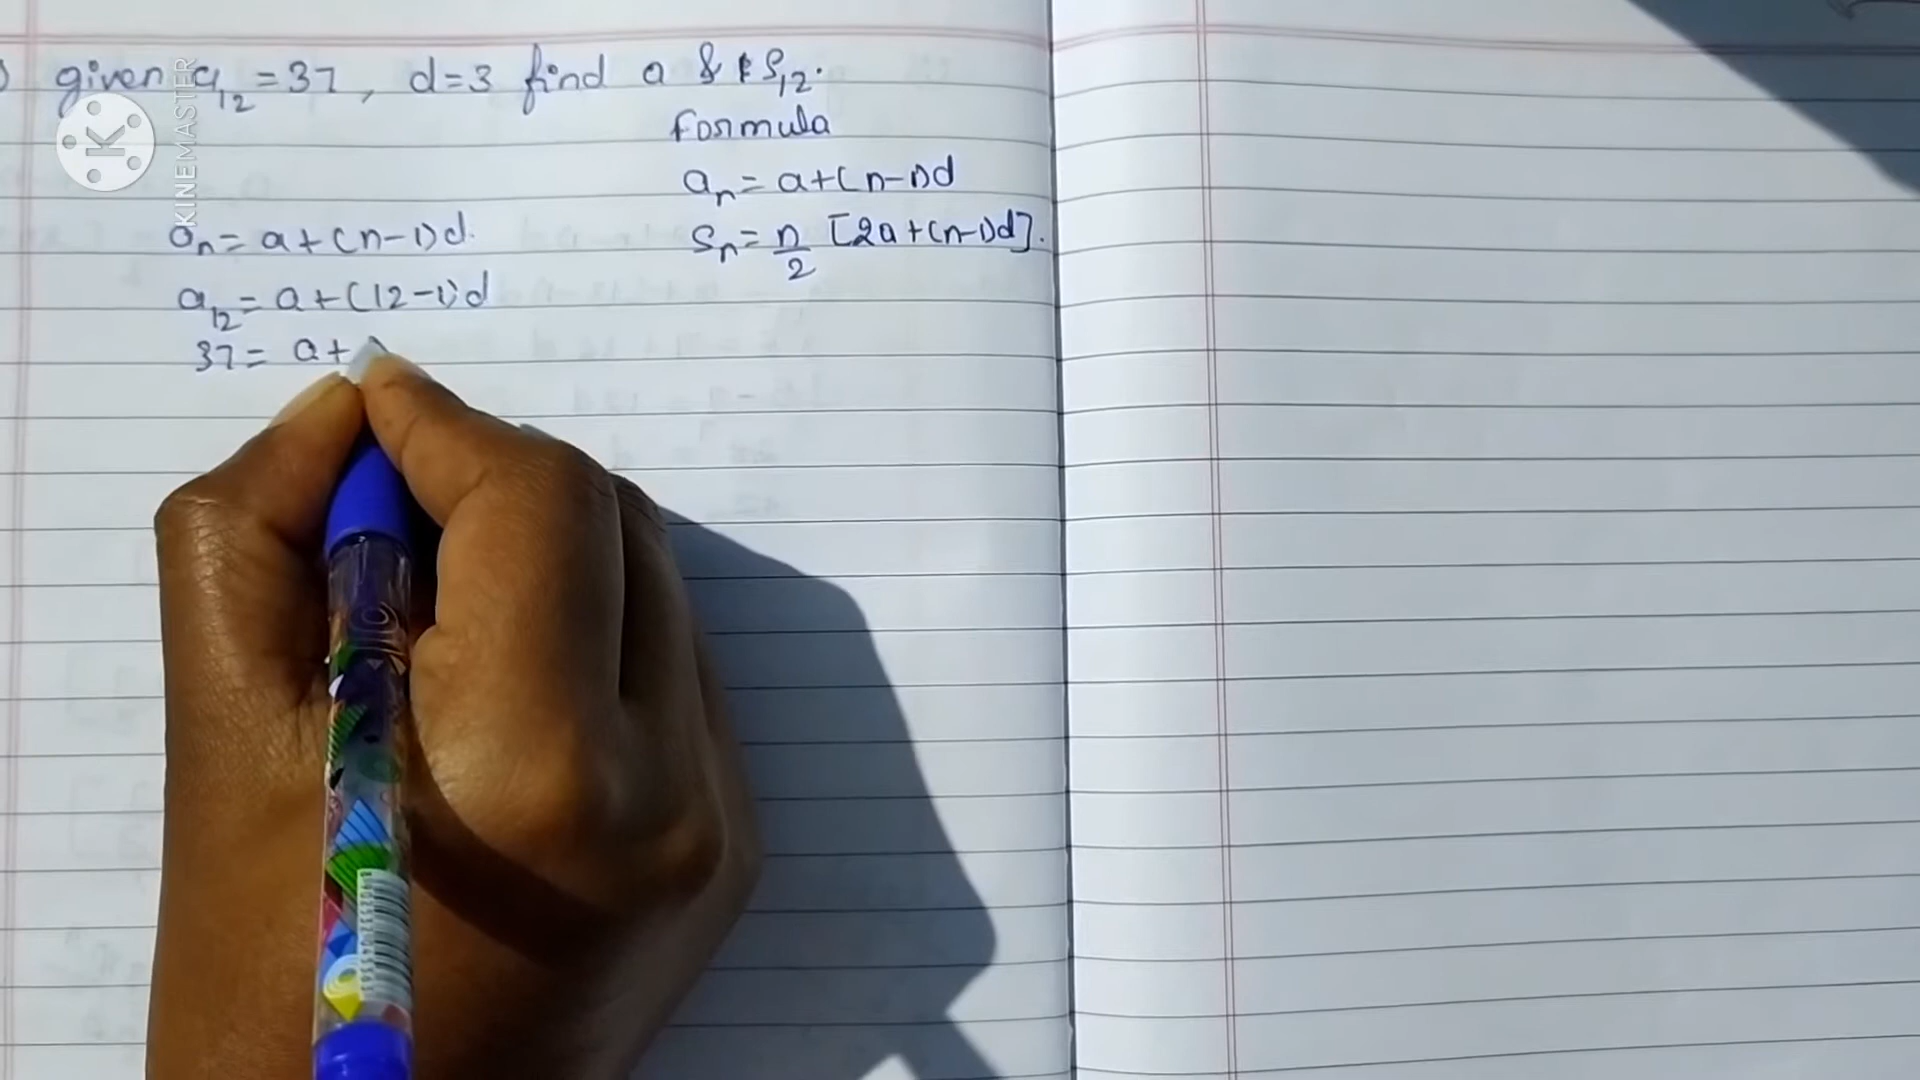 given a₁₂ = 37, d=3 find a & S₁₂.
Formula
aₙ = a+(n-1)d
Sₙ = n/2 [2a+(n-1)d].
aₙ = a+(n-1)d.
a₁₂ = a+(12-1)d
37 = a+
KINEMASTER
8902532045363